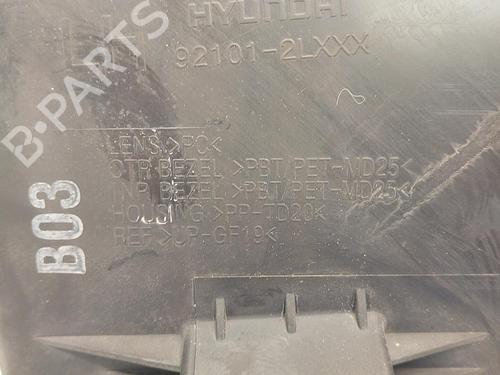 HYUNDAI
92101-2LXXX
B-PARTS
LENS >PC<
OTR BEZEL >PBT/PET-MD25<
INR BEZEL >PBT/PET-MD25<
HOUSING >PP-TD20<
REF >UP-GF19<
B03